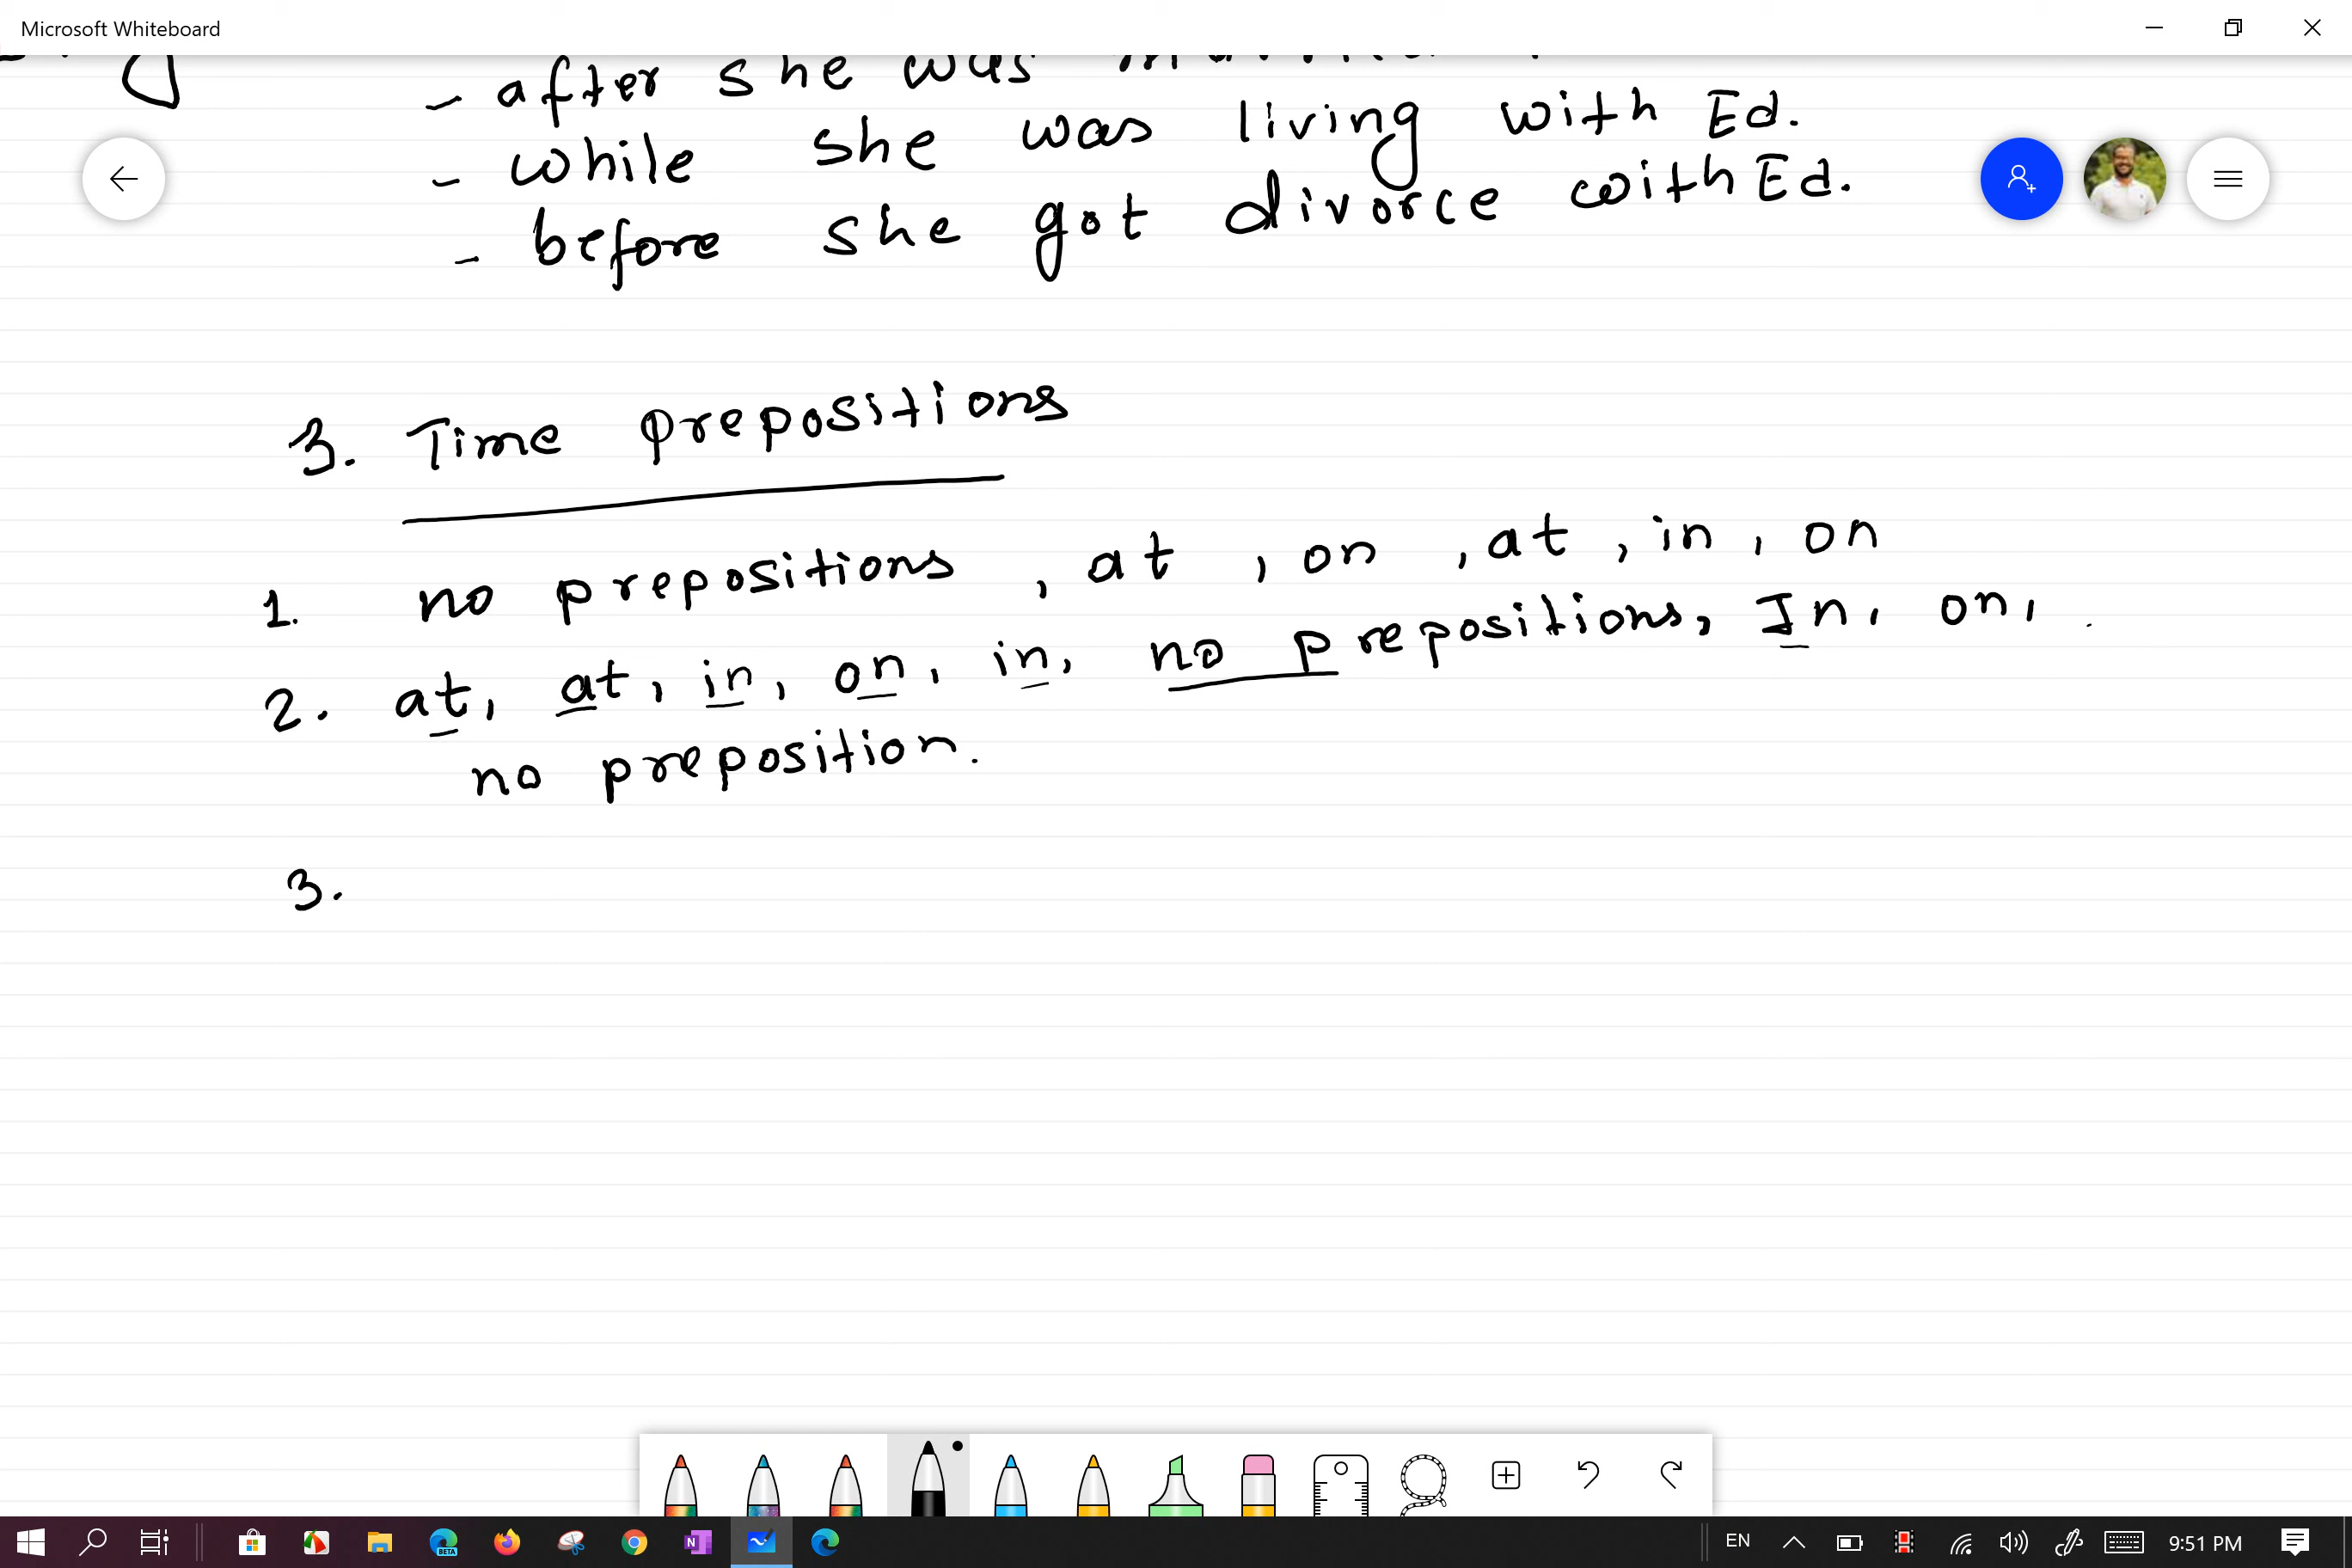 Microsoft Whiteboard
- after she was
- while she was living with Ed.
- before she got divorce with Ed.
3. Time prepositions
1. no prepositions, at, on, at, in, on
2. at, at, in, on, in, no prepositions, In, on,
no preposition.
3.
EN 9:51 PM
BETA
N